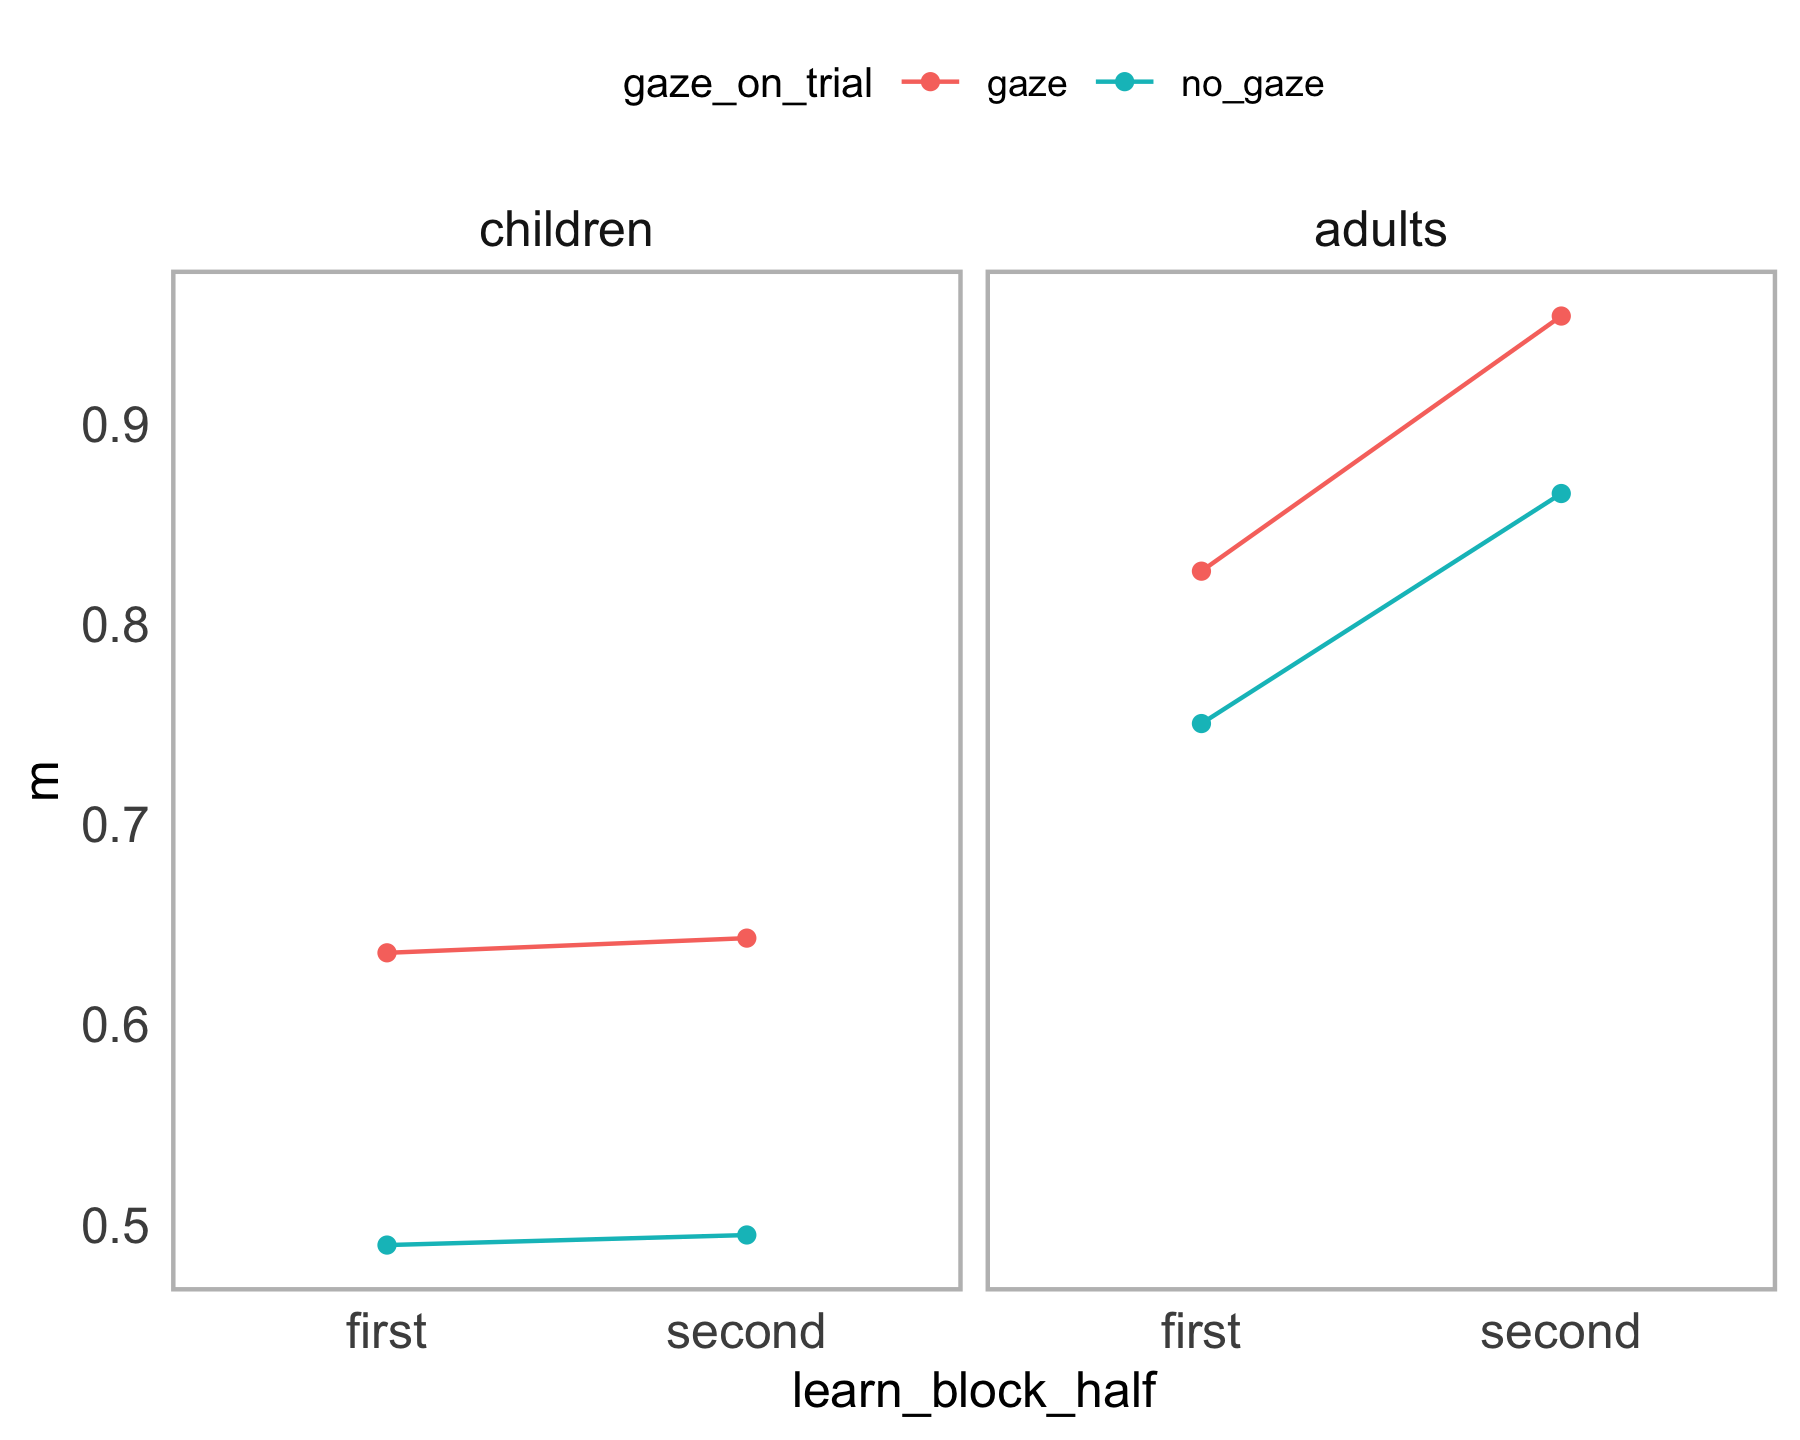 gaze_on_trial gaze no_gaze
children adults
0.9
0.8
0.7
0.6
0.5
m
first second first second
learn_block_half